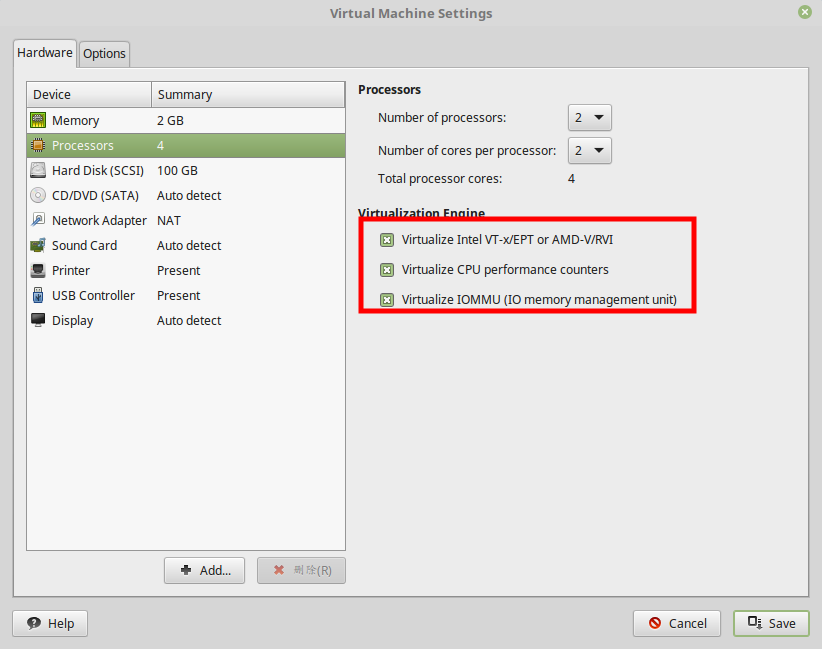 Virtual Machine Settings
Hardware Options
Device Summary
Memory 2 GB
Processors 4
Hard Disk (SCSI) 100 GB
CD/DVD (SATA) Auto detect
Network Adapter NAT
Sound Card Auto detect
Printer Present
USB Controller Present
Display Auto detect
Add... 删除(R)
Processors
Number of processors: 2
Number of cores per processor: 2
Total processor cores: 4
Virtualization Engine
Virtualize Intel VT-x/EPT or AMD-V/RVI
Virtualize CPU performance counters
Virtualize IOMMU (IO memory management unit)
Help Cancel Save